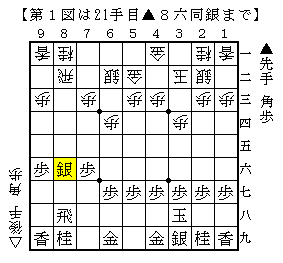 【第１図は21手目▲８六同銀まで】
９ ８ ７ ６ ５ ４ ３ ２ １
香 桂 金 桂 香 一
飛 銀 金 玉 銀 二
歩 歩 歩 歩 歩 歩 三
歩 歩 四
五
歩 銀 歩 六
歩 歩 歩 歩 歩 歩 七
飛 玉 八
香 桂 金 金 銀 桂 香 九
▲先手 角歩
△後手 角歩